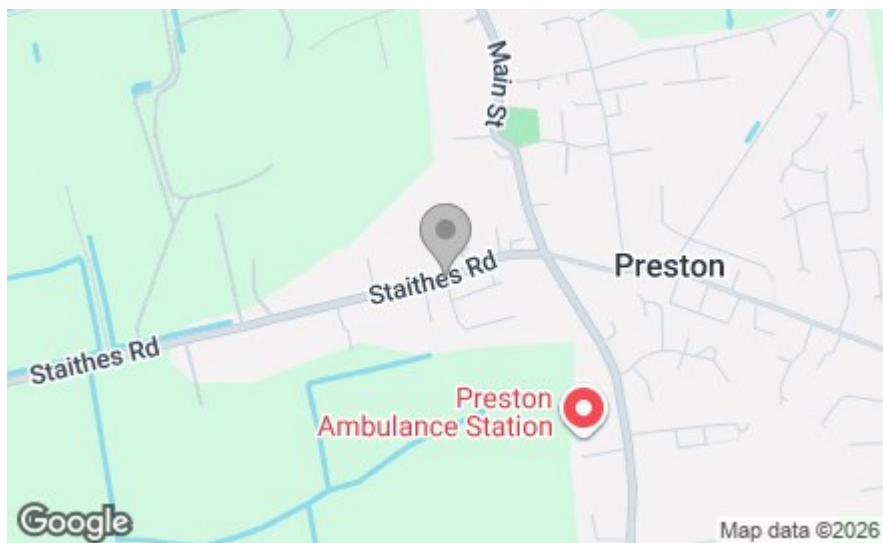 Main St
Staithes Rd
Preston
Staithes Rd
Preston
Ambulance Station
Google
Map data ©2026